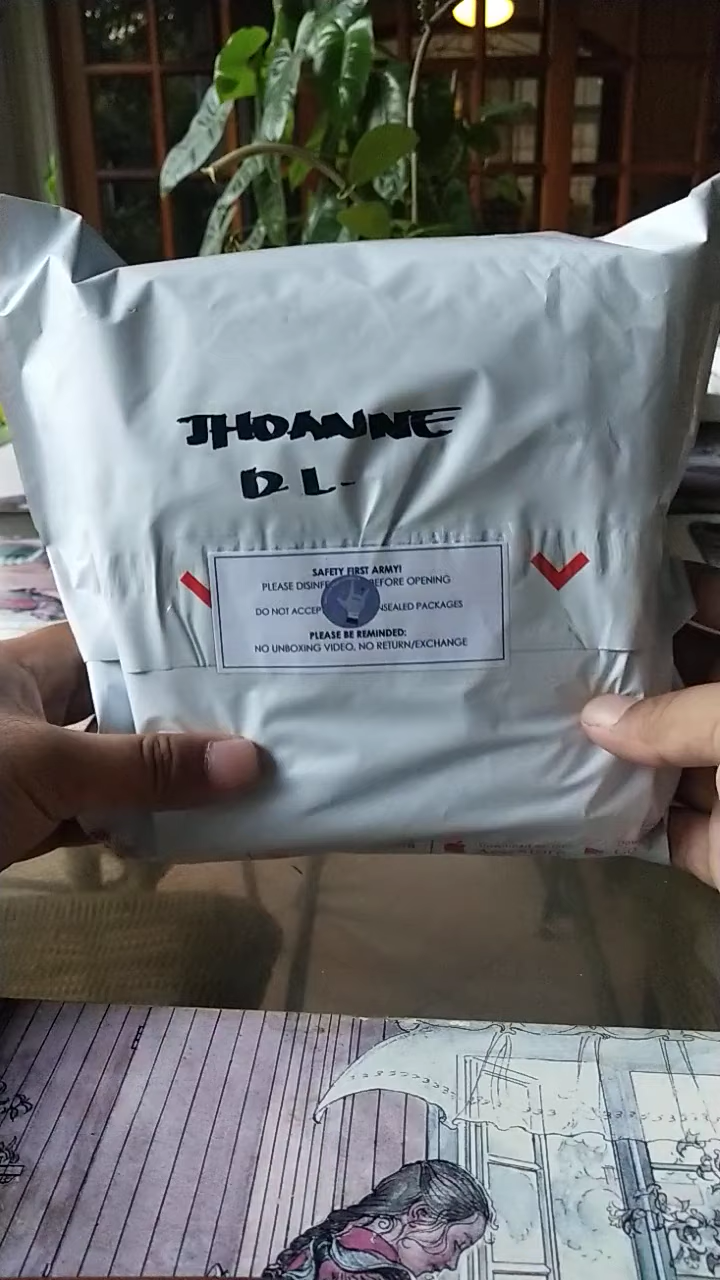 JHOANNE
D L.
SAFETY FIRST ARMY!
PLEASE DISINFE BEFORE OPENING
DO NOT ACCEP NSEALED PACKAGES
PLEASE BE REMINDED:
NO UNBOXING VIDEO, NO RETURN/EXCHANGE